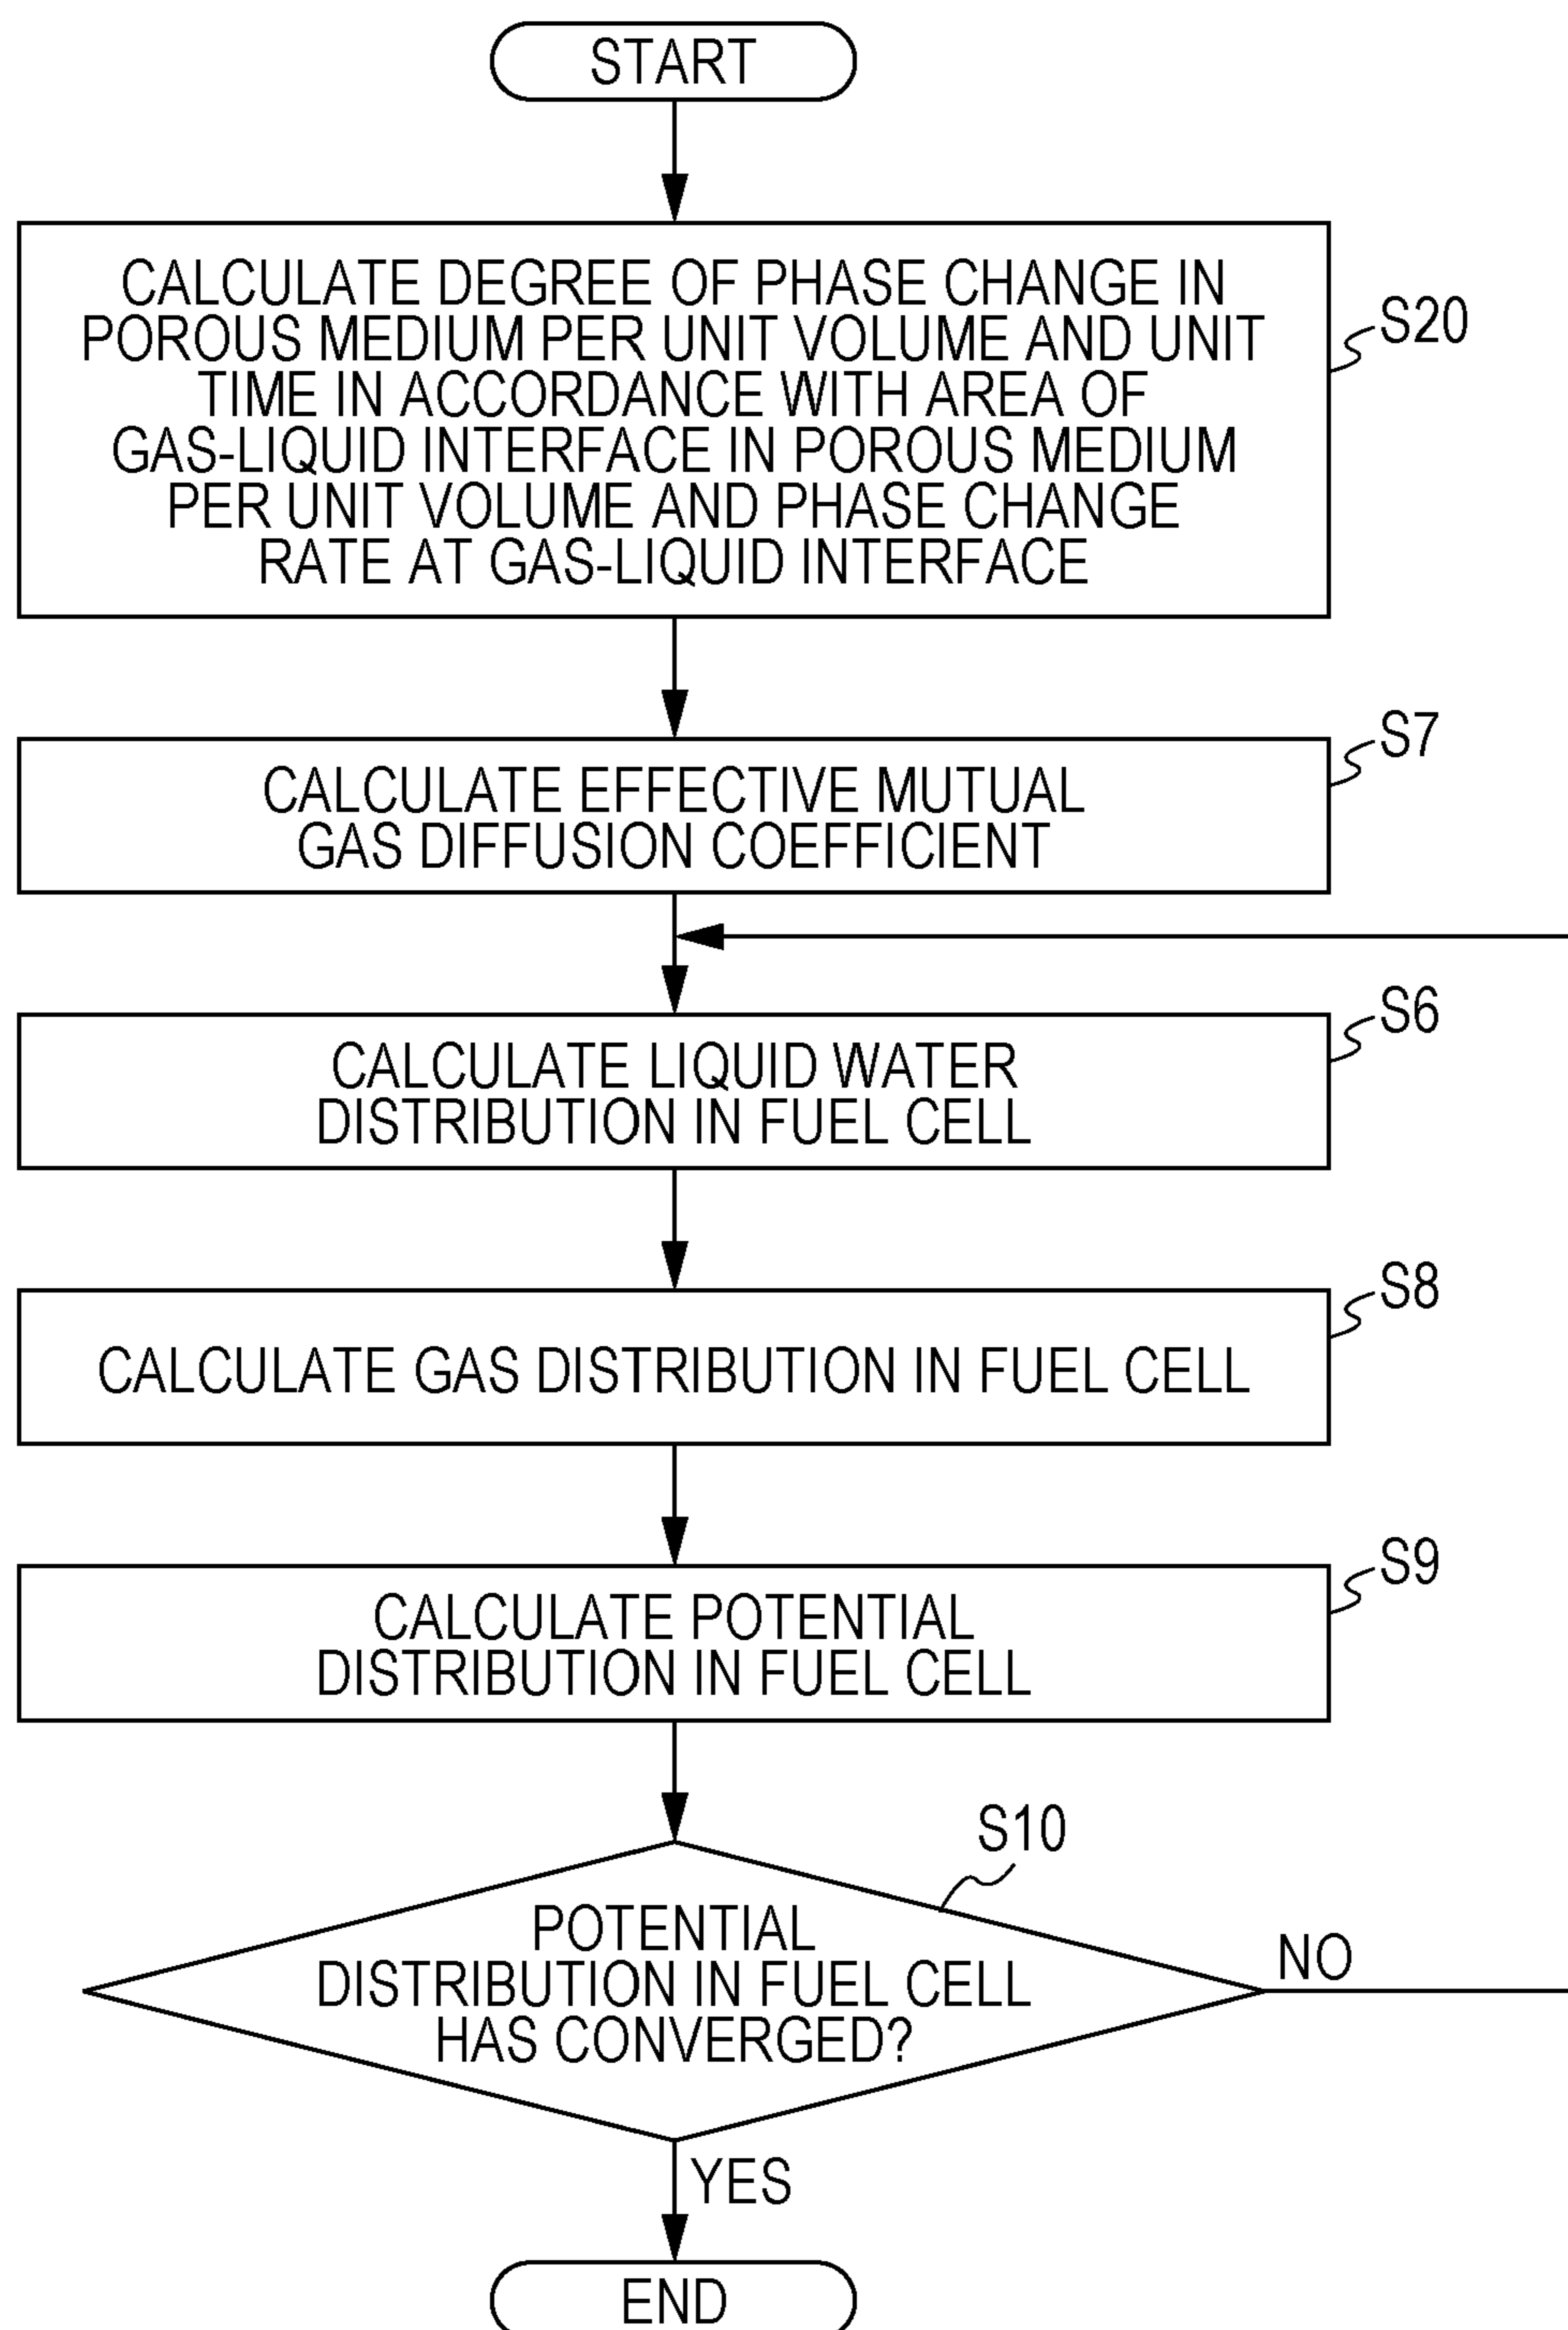 START
CALCULATE DEGREE OF PHASE CHANGE IN
POROUS MEDIUM PER UNIT VOLUME AND UNIT
TIME IN ACCORDANCE WITH AREA OF
GAS-LIQUID INTERFACE IN POROUS MEDIUM
PER UNIT VOLUME AND PHASE CHANGE
RATE AT GAS-LIQUID INTERFACE
S20
S7
CALCULATE EFFECTIVE MUTUAL
GAS DIFFUSION COEFFICIENT
S6
CALCULATE LIQUID WATER
DISTRIBUTION IN FUEL CELL
S8
CALCULATE GAS DISTRIBUTION IN FUEL CELL
S9
CALCULATE POTENTIAL
DISTRIBUTION IN FUEL CELL
S10
POTENTIAL
DISTRIBUTION IN FUEL CELL
HAS CONVERGED?
NO
YES
END